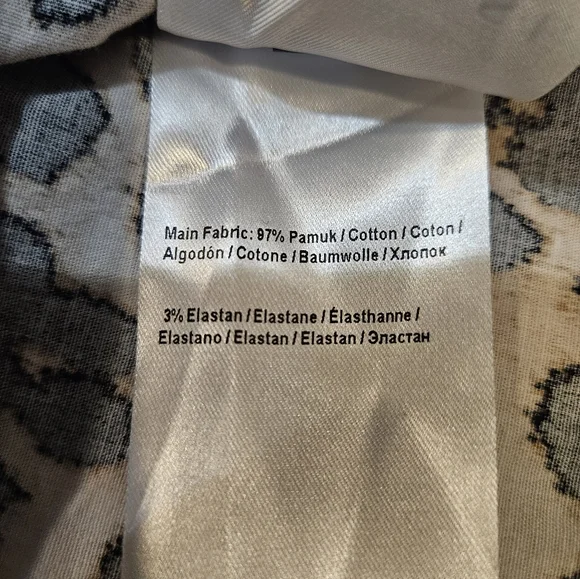 Main Fabric: 97% Pamuk / Cotton / Coton /
Algodón / Cotone / Baumwolle / Хлопок
3% Elastan / Elastane / Élasthanne /
Elastano / Elastan / Elastan / Эластан